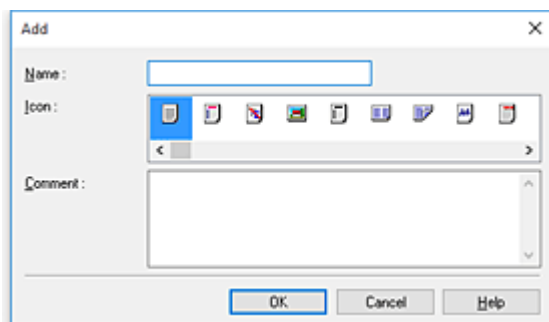 Add
Name :
Icon :
Comment :
OK Cancel Help